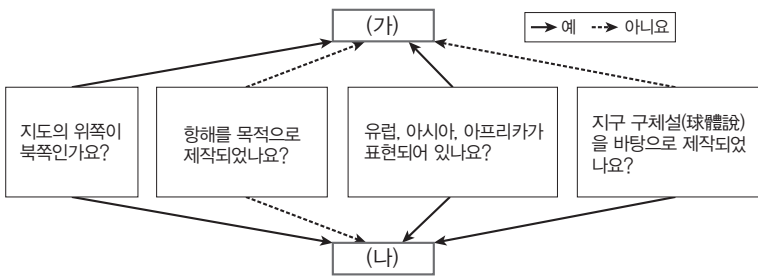 (가)
예
아니요
지도의 위쪽이
북쪽인가요?
항해를 목적으로
제작되었나요?
유럽, 아시아, 아프리카가
표현되어 있나요?
지구 구체설(球體說)
을 바탕으로 제작되었
나요?
(나)